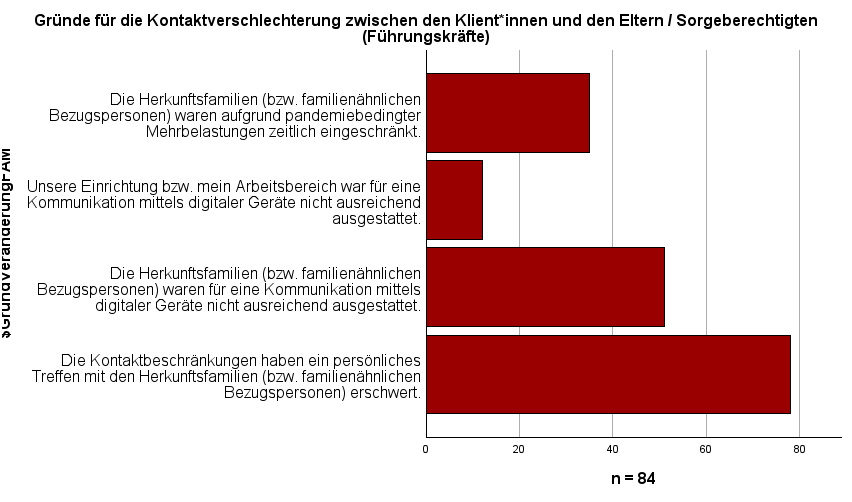 Gründe für die Kontaktverschlechterung zwischen den Klient*innen und den Eltern / Sorgeberechtigten
(Führungskräfte)
Die Herkunftsfamilien (bzw. familienähnlichen
Bezugspersonen) waren aufgrund pandemiebedingter
Mehrbelastungen zeitlich eingeschränkt.
Unsere Einrichtung bzw. mein Arbeitsbereich war für eine
Kommunikation mittels digitaler Geräte nicht ausreichend
ausgestattet.
Die Herkunftsfamilien (bzw. familienähnlichen
Bezugspersonen) waren für eine Kommunikation mittels
digitaler Geräte nicht ausreichend ausgestattet.
Die Kontaktbeschränkungen haben ein persönliches
Treffen mit den Herkunftsfamilien (bzw. familienähnlichen
Bezugspersonen) erschwert.
$GrundVeränderungFAM
0 20 40 60 80
n = 84